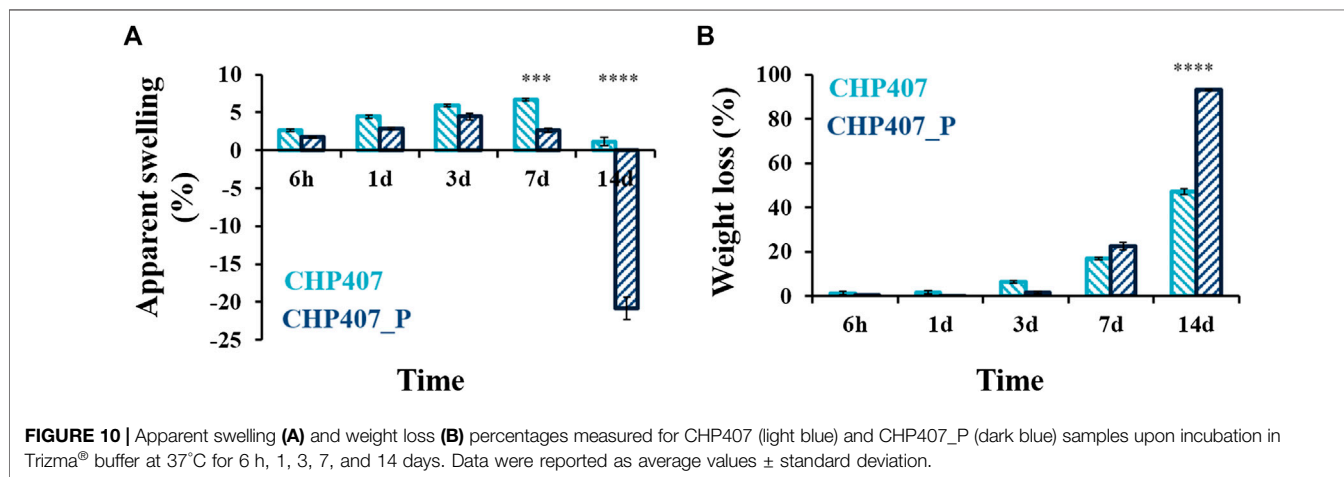 A
Apparent swelling
(%)
10
5
0
-5
-10
-15
-20
-25
*** ****
6h 1d 3d 7d 14d
CHP407
CHP407_P
Time
B
Weight loss (%)
100
80
60
40
20
0
****
CHP407
CHP407_P
6h 1d 3d 7d 14d
Time
FIGURE 10 | Apparent swelling (A) and weight loss (B) percentages measured for CHP407 (light blue) and CHP407_P (dark blue) samples upon incubation in
Trizma® buffer at 37°C for 6 h, 1, 3, 7, and 14 days. Data were reported as average values ± standard deviation.